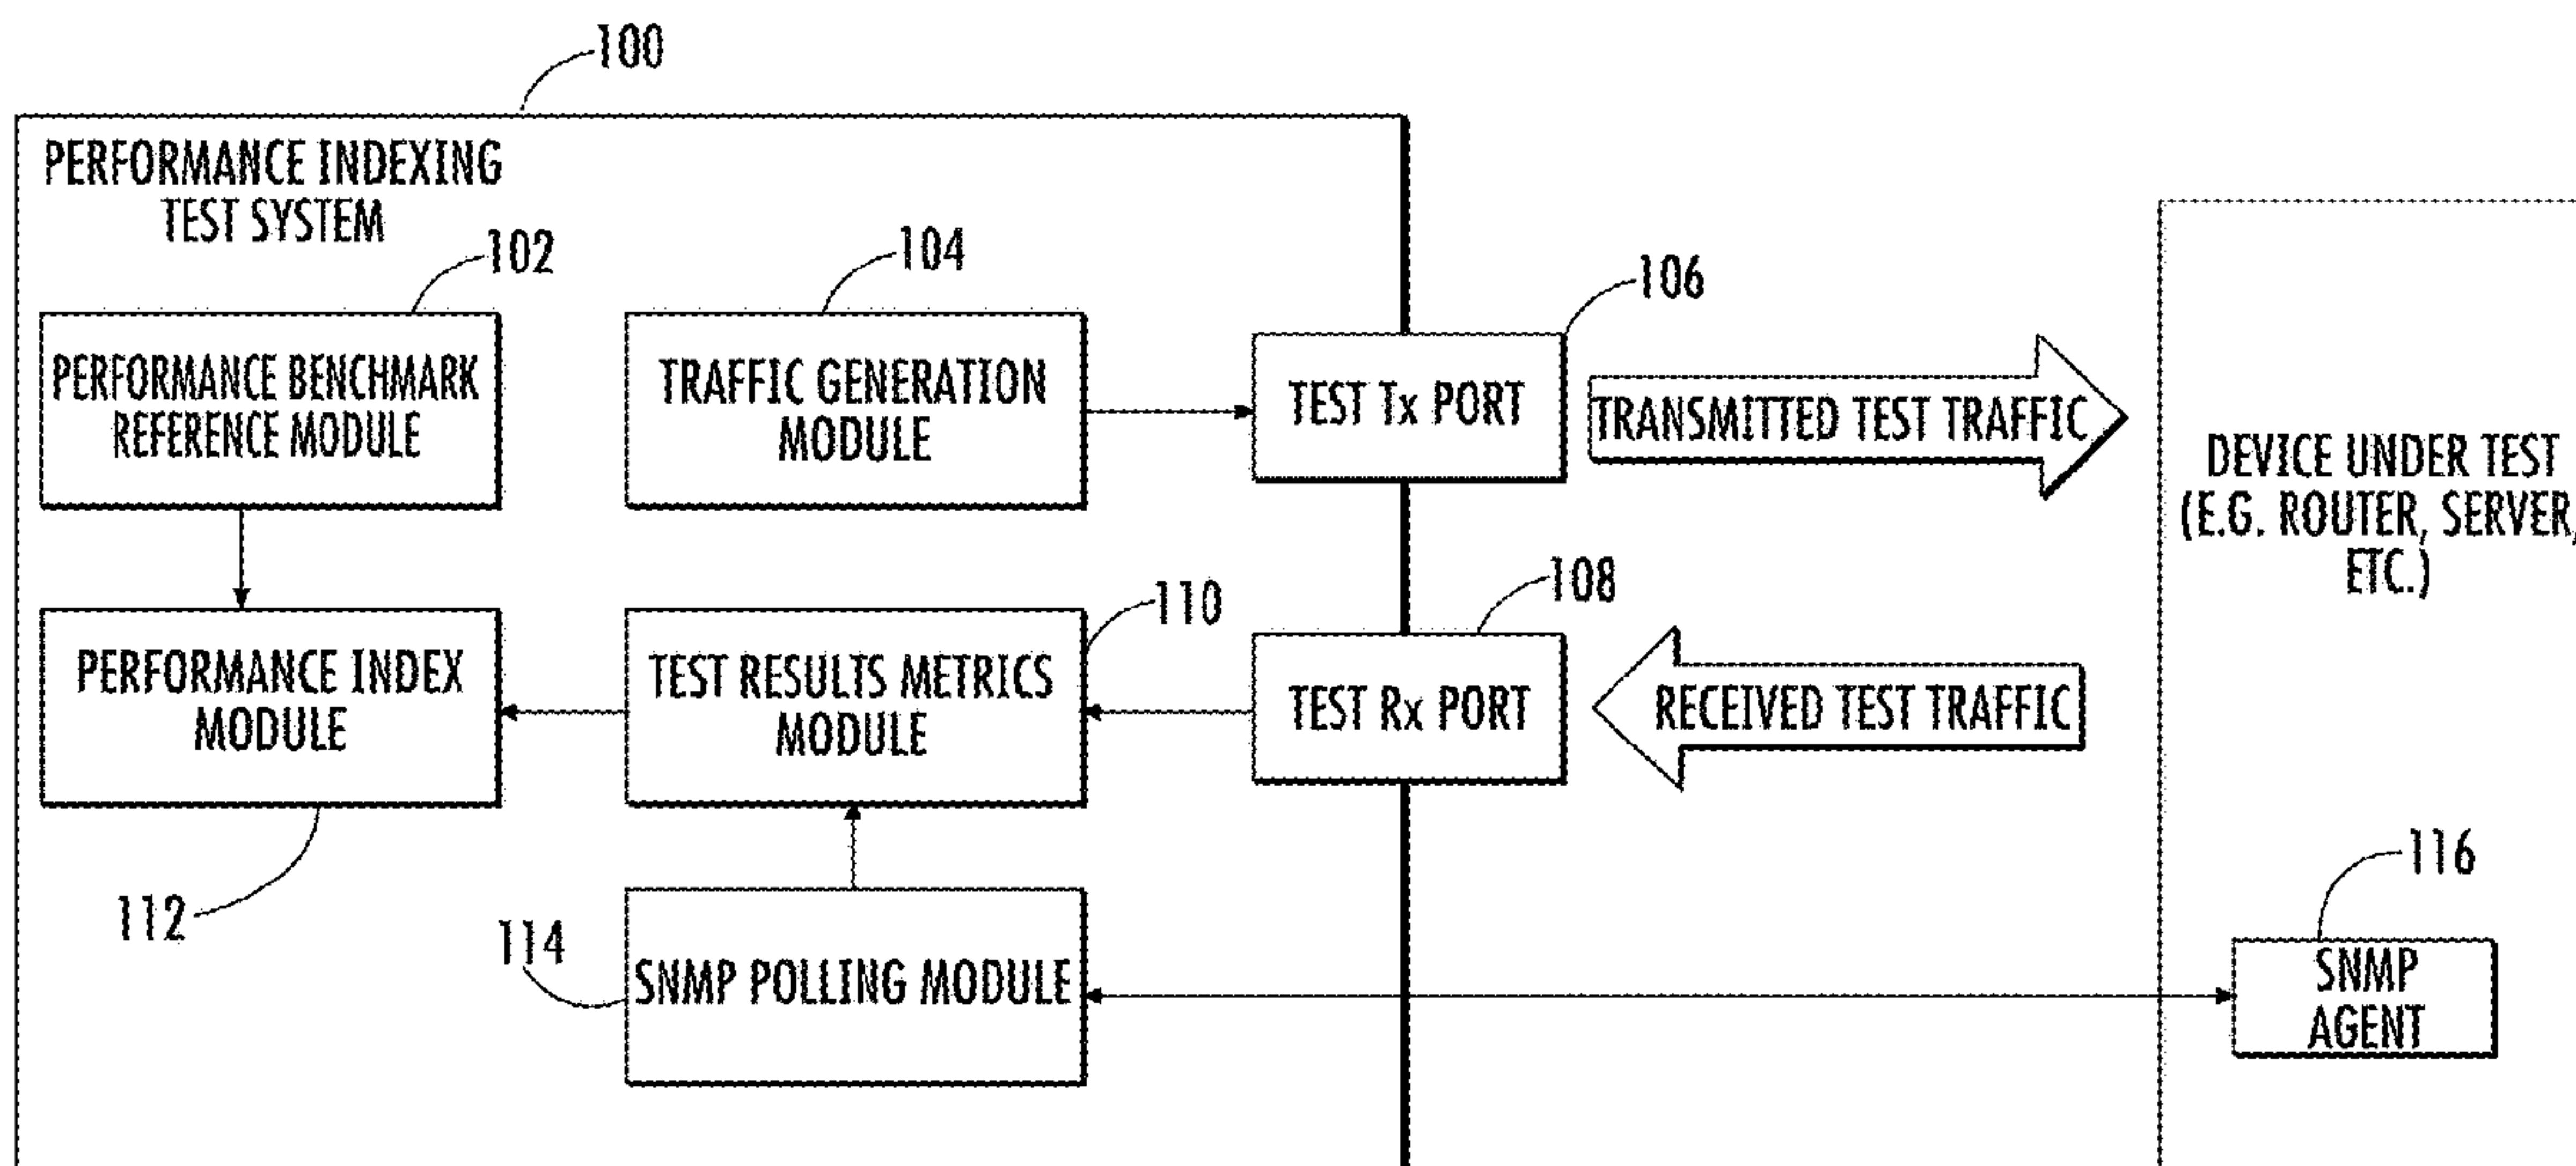 100
PERFORMANCE INDEXING
TEST SYSTEM
102
104
106
PERFORMANCE BENCHMARK
REFERENCE MODULE
TRAFFIC GENERATION
MODULE
TEST Tx PORT
TRANSMITTED TEST TRAFFIC
DEVICE UNDER TEST
(E.G. ROUTER, SERVER,
ETC.)
108
110
PERFORMANCE INDEX
MODULE
TEST RESULTS METRICS
MODULE
TEST Rx PORT
RECEIVED TEST TRAFFIC
112
114
116
SNMP POLLING MODULE
SNMP
AGENT